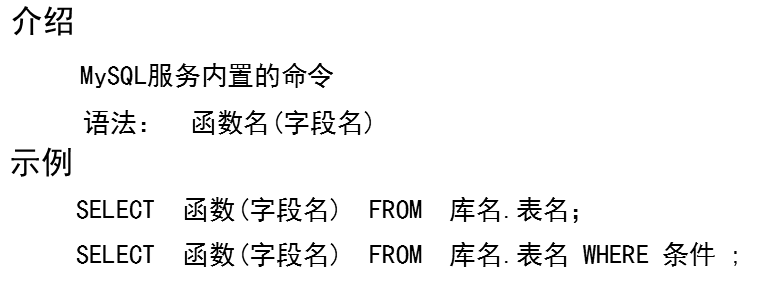 介绍
MySQL服务内置的命令
语法： 函数名(字段名)
示例
SELECT 函数(字段名) FROM 库名.表名；
SELECT 函数(字段名) FROM 库名.表名 WHERE 条件 ;